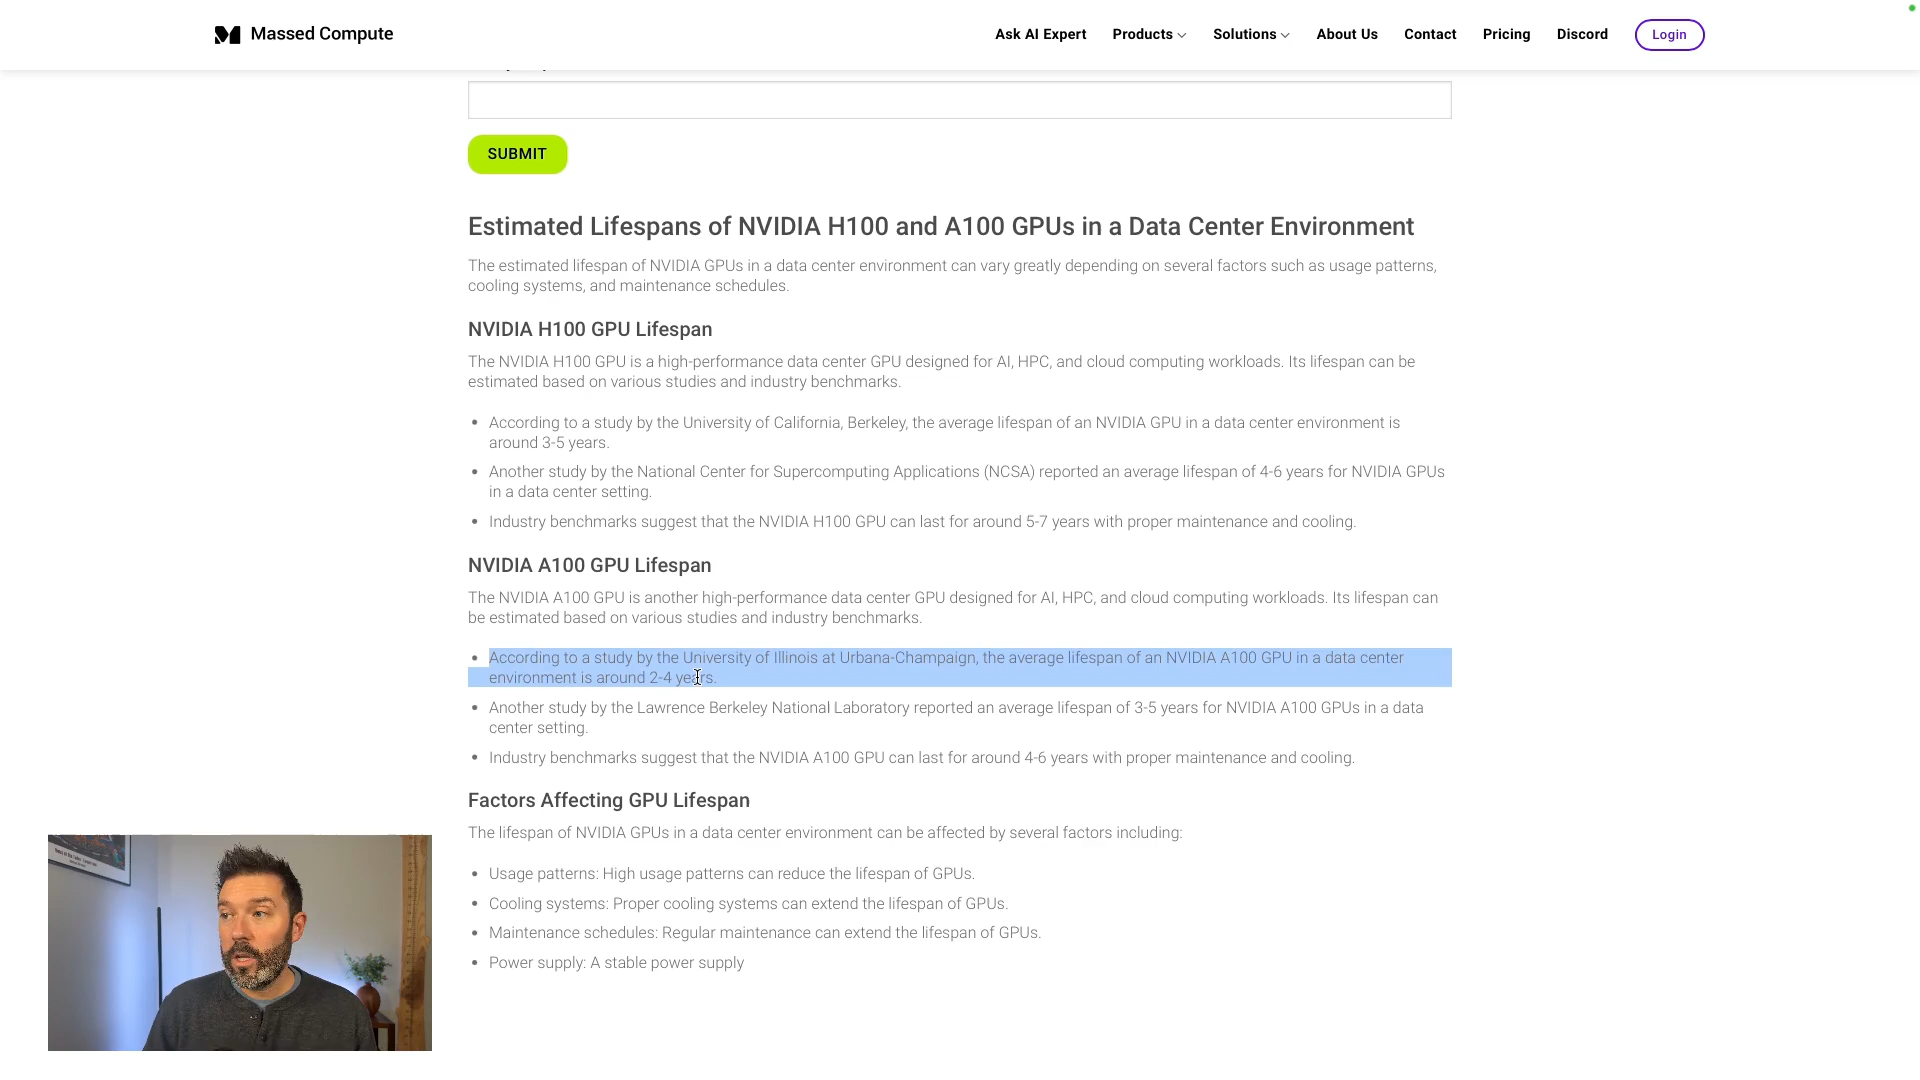 Massed Compute
Ask AI Expert
Products
Solutions
About Us
Contact
Pricing
Discord
Login
SUBMIT
Estimated Lifespans of NVIDIA H100 and A100 GPUs in a Data Center Environment
The estimated lifespan of NVIDIA GPUs in a data center environment can vary greatly depending on several factors such as usage patterns,
cooling systems, and maintenance schedules.
NVIDIA H100 GPU Lifespan
The NVIDIA H100 GPU is a high-performance data center GPU designed for AI, HPC, and cloud computing workloads. Its lifespan can be
estimated based on various studies and industry benchmarks.
• According to a study by the University of California, Berkeley, the average lifespan of an NVIDIA GPU in a data center environment is
around 3-5 years.
• Another study by the National Center for Supercomputing Applications (NCSA) reported an average lifespan of 4-6 years for NVIDIA GPUs
in a data center setting.
• Industry benchmarks suggest that the NVIDIA H100 GPU can last for around 5-7 years with proper maintenance and cooling.
NVIDIA A100 GPU Lifespan
The NVIDIA A100 GPU is another high-performance data center GPU designed for AI, HPC, and cloud computing workloads. Its lifespan can
be estimated based on various studies and industry benchmarks.
• According to a study by the University of Illinois at Urbana-Champaign, the average lifespan of an NVIDIA A100 GPU in a data center
environment is around 2-4 years.
• Another study by the Lawrence Berkeley National Laboratory reported an average lifespan of 3-5 years for NVIDIA A100 GPUs in a data
center setting.
• Industry benchmarks suggest that the NVIDIA A100 GPU can last for around 4-6 years with proper maintenance and cooling.
Factors Affecting GPU Lifespan
The lifespan of NVIDIA GPUs in a data center environment can be affected by several factors including:
• Usage patterns: High usage patterns can reduce the lifespan of GPUs.
• Cooling systems: Proper cooling systems can extend the lifespan of GPUs.
• Maintenance schedules: Regular maintenance can extend the lifespan of GPUs.
• Power supply: A stable power supply